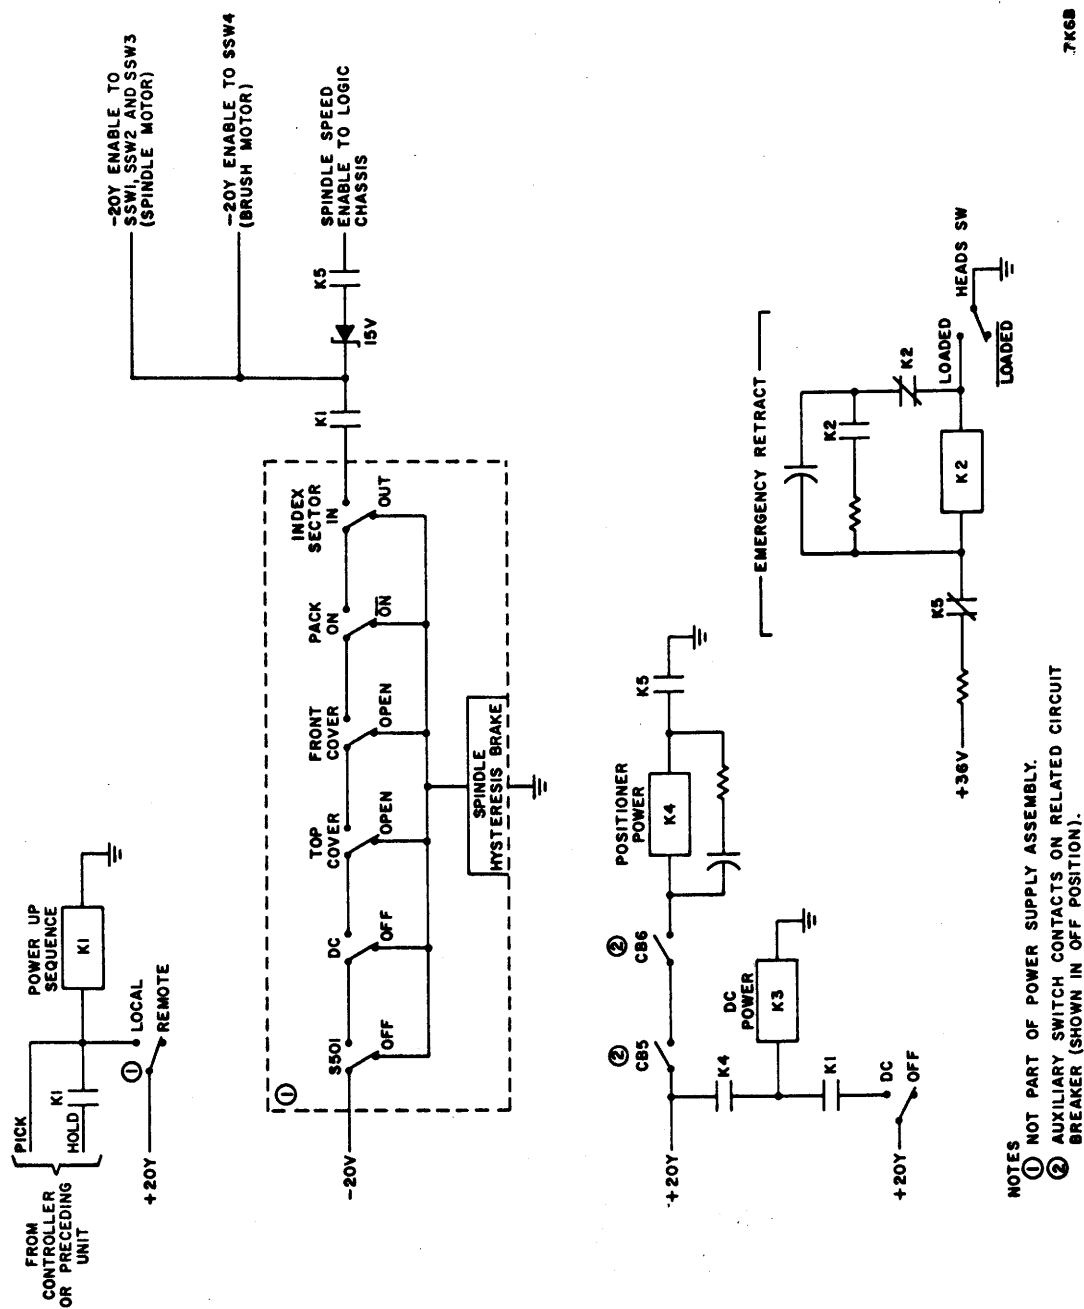 POWER UP
SEQUENCE
K1
PICK
HOLD
K1
FROM
CONTROLLER
OR PRECEDING
UNIT
①
LOCAL
REMOTE
+20Y
-20Y ENABLE TO
SSW1, SSW2 AND SSW3
(SPINDLE MOTOR)
-20Y ENABLE TO SSW4
(BRUSH MOTOR)
SPINDLE SPEED
ENABLE TO LOGIC
CHASSIS
K5
15V
K1
①
-20V
S501
OFF
DC
OFF
TOP
COVER
OPEN
FRONT
COVER
OPEN
PACK
ON
ON
INDEX
SECTOR
IN
OUT
SPINDLE
HYSTERESIS BRAKE
+20Y
②
CB5
②
CB6
POSITIONER
POWER
K4
K5
K4
DC
POWER
K3
K1
DC
OFF
+20Y
EMERGENCY RETRACT
K2
K2
K2
K5
+36V
LOADED
LOADED
HEADS SW
NOTES
① NOT PART OF POWER SUPPLY ASSEMBLY.
② AUXILIARY SWITCH CONTACTS ON RELATED CIRCUIT
BREAKER (SHOWN IN OFF POSITION).
7K6B